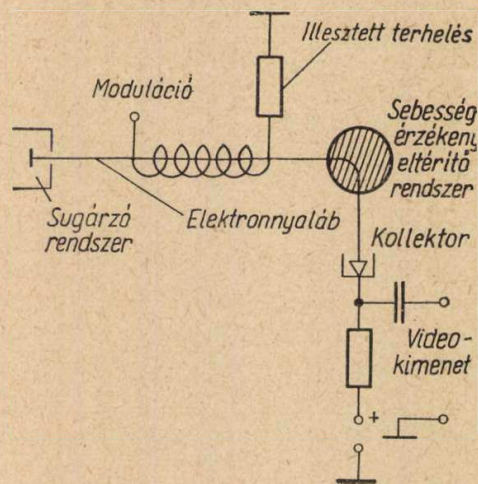 Illesztett terhelés
Moduláció
Sebesség
érzékeny
eltérítő
rendszer
Sugárzó
rendszer
Elektronnyaláb
Kollektor
Video-
kimenet
+